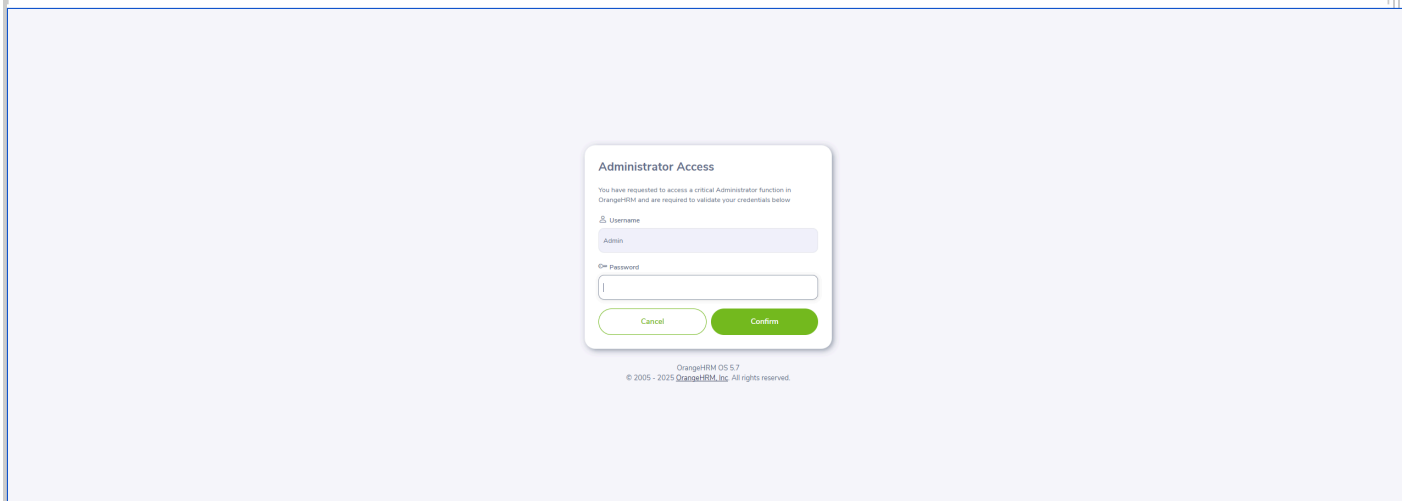 Administrator Access
You have requested to access a critical Administrator function in
OrangeHRM and are required to validate your credentials below
Username
Admin
Password
Cancel Confirm
OrangeHRM OS 5.7
© 2005 - 2025 OrangeHRM, Inc. All rights reserved.